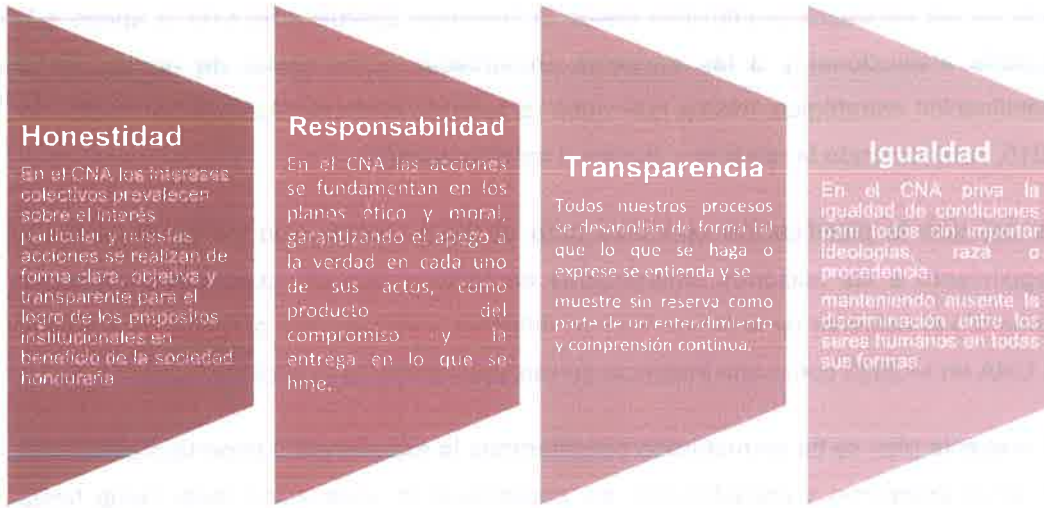 Honestidad
En el CNA los intereses
colectivos prevalecen
sobre el interés
particular y nuestras
acciones se realizan de
forma clara, objetiva y
transparente para el
logro de los propósitos
institucionales en
beneficio de la sociedad
hondureña
Responsabilidad
En el CNA las acciones
se fundamentan en los
planos ético y moral,
garantizando el apego a
la verdad en cada uno
de sus actos, como
producto del
compromiso y la
entrega en lo que se
Transparencia
Todos nuestros procesos
se desarrollan de forma tal
que lo que se haga o
exprese se entienda y se
muestre sin reserva como
parte de un entendimiento
y comprensión continua.
Igualdad
En el CNA priva la
igualdad de condiciones
para todos sin importar
ideologías, raza o
procedencia,
manteniendo ausente la
discriminación entre los
seres humanos en todas
sus formas.